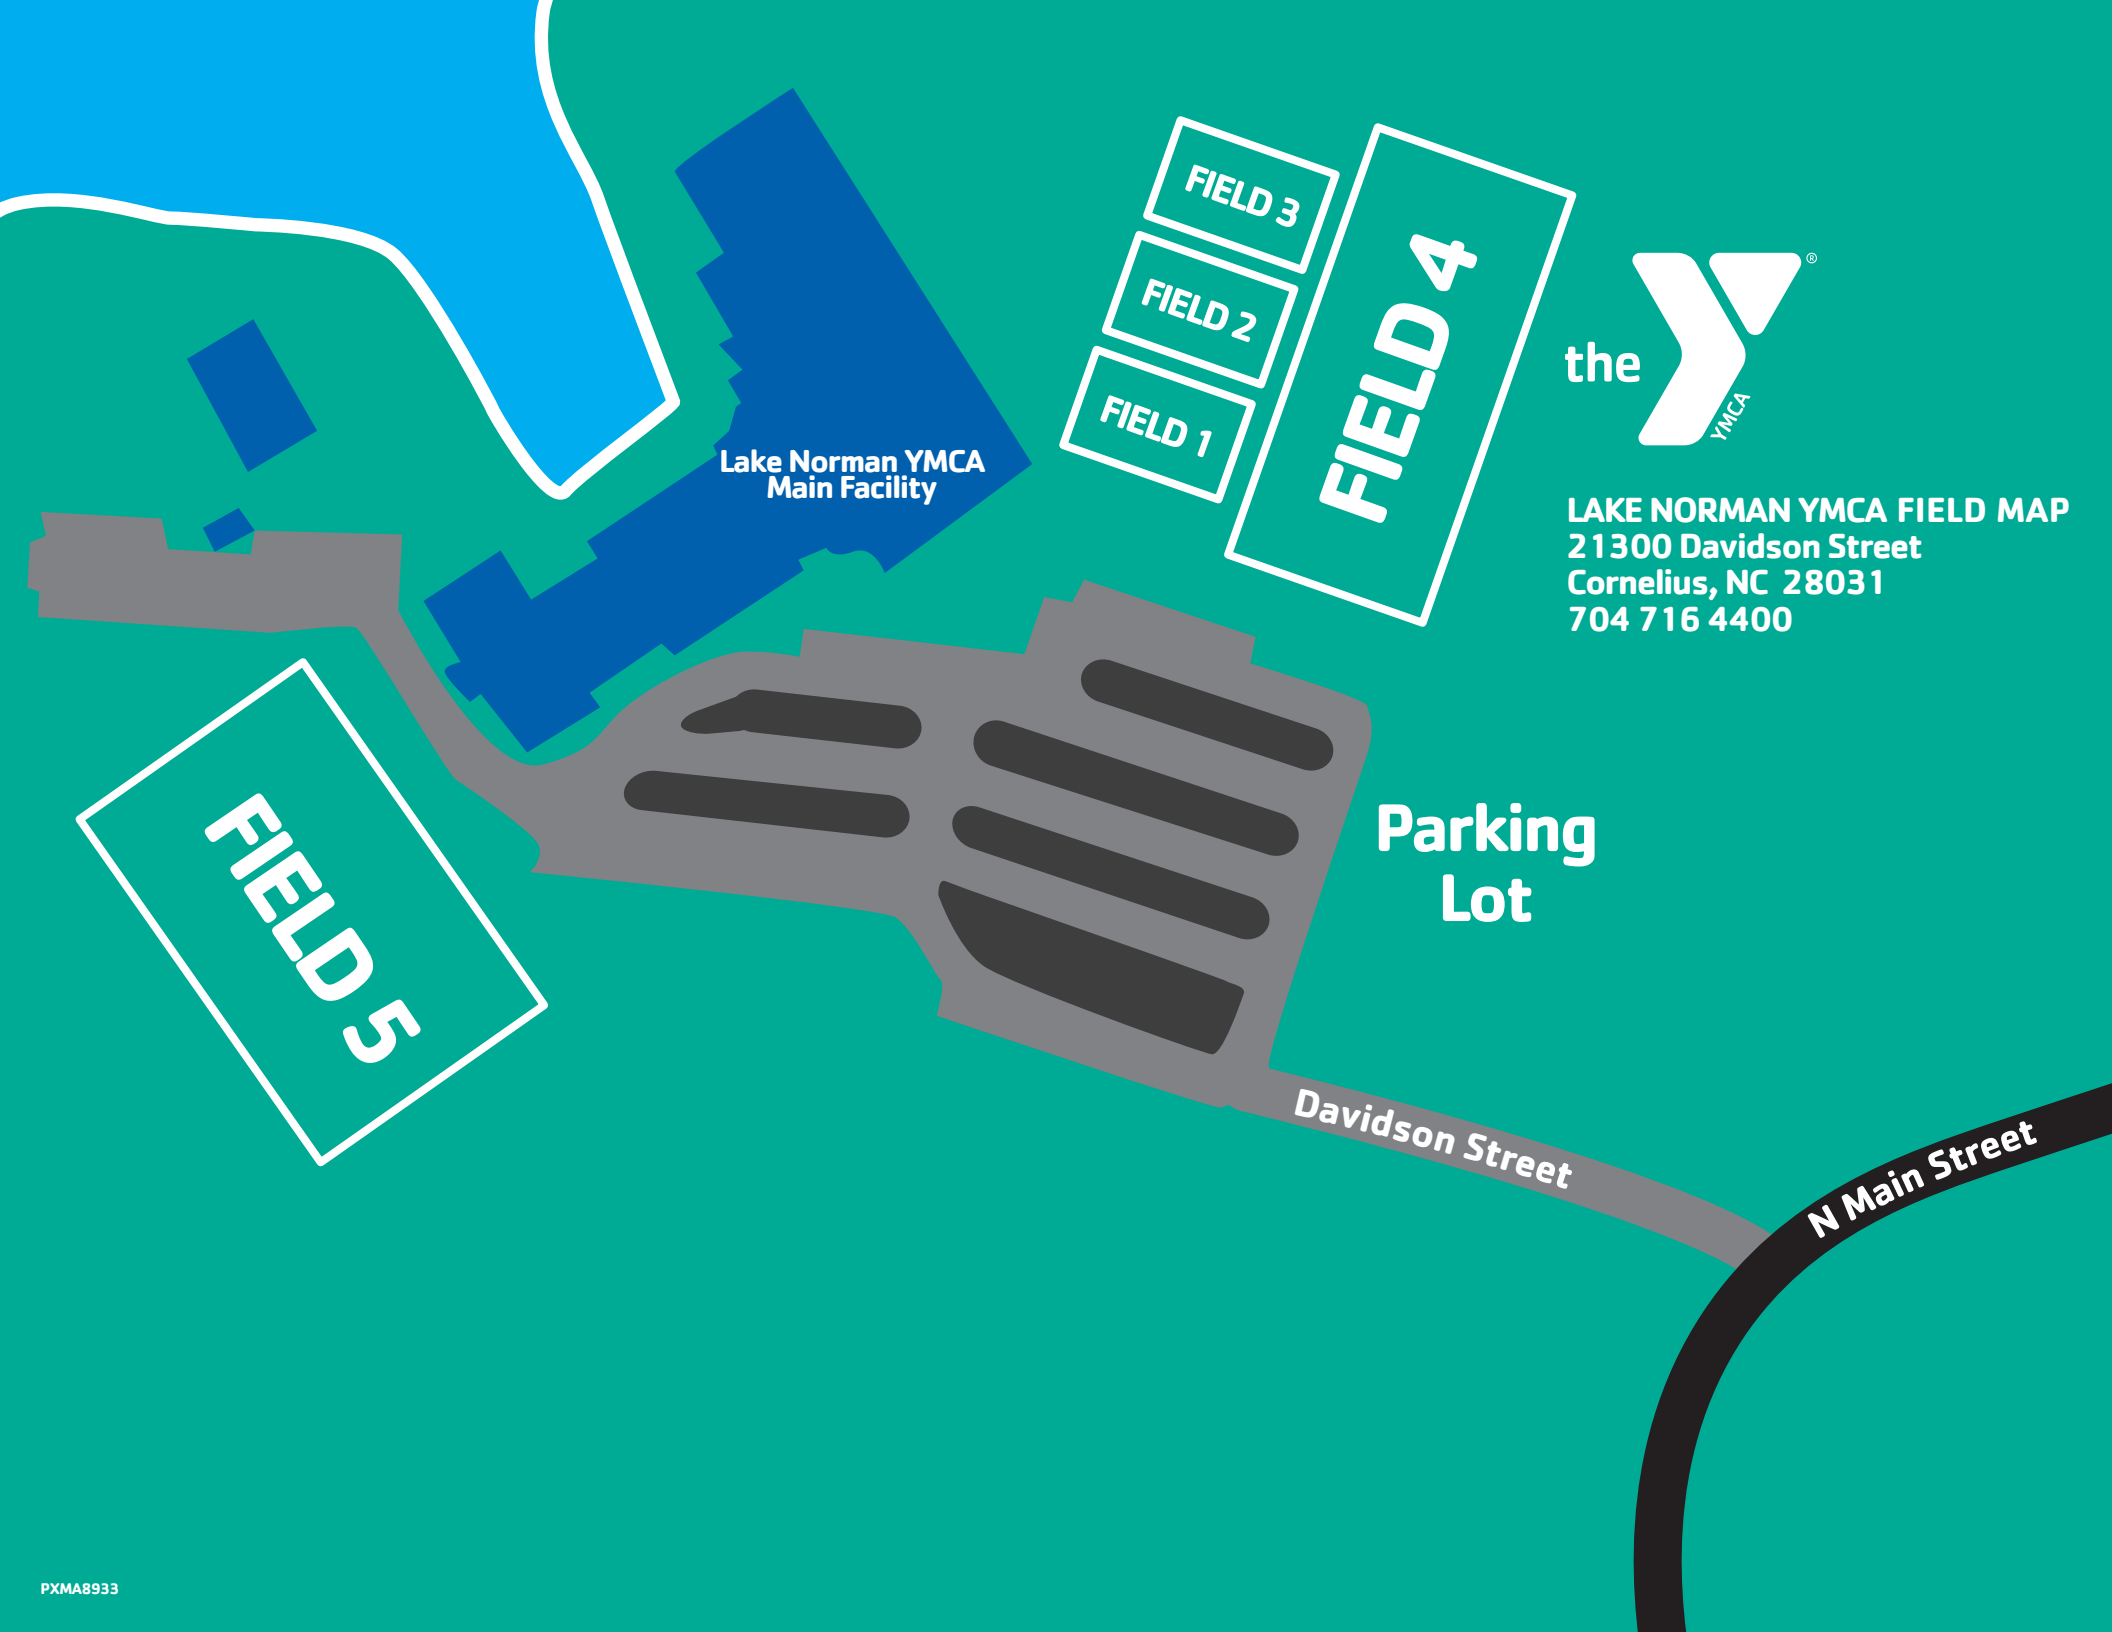 FIELD 3
FIELD 2
FIELD 1
FIELD 4
the
YMCA
®
Lake Norman YMCA
Main Facility
LAKE NORMAN YMCA FIELD MAP
21300 Davidson Street
Cornelius, NC 28031
704 716 4400
FIELD 5
Parking
Lot
Davidson Street
N Main Street
PXMA8933